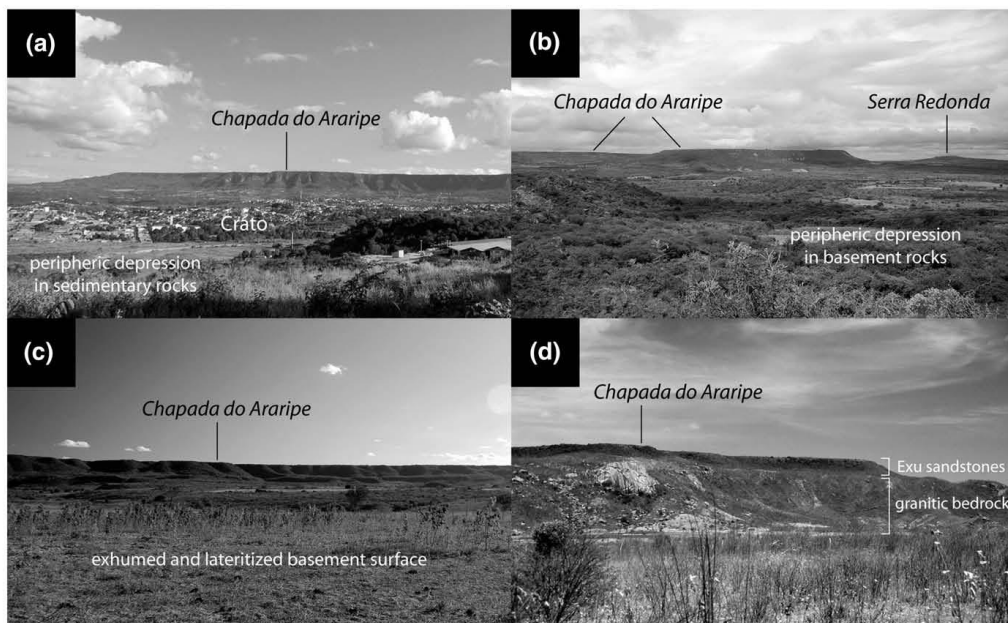 (a)
Chapada do Araripe
Crato
peripheric depression
in sedimentary rocks
(b)
Chapada do Araripe
Serra Redonda
peripheric depression
in basement rocks
(c)
Chapada do Araripe
exhumed and lateritized basement surface
(d)
Chapada do Araripe
Exu sandstones
granitic bedrock